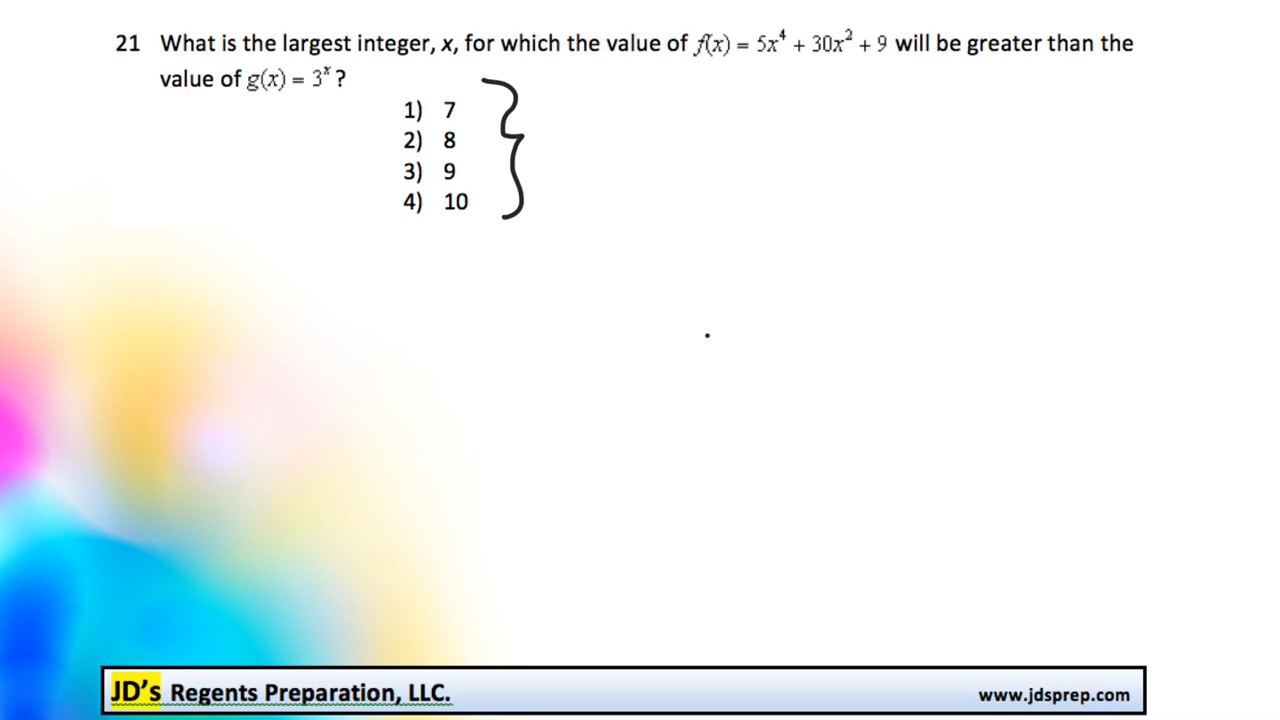 21 What is the largest integer, x, for which the value of f(x) = 5x⁴ + 30x² + 9 will be greater than the
value of g(x) = 3ˣ ?
1) 7
2) 8
3) 9
4) 10
JD's Regents Preparation, LLC. www.jdsprep.com